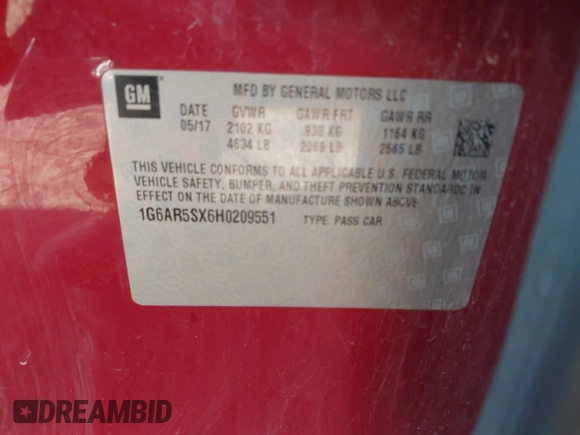 GM
MFD BY GENERAL MOTORS LLC
DATE GVWR GAWR FRT GAWR RR
05/17 2102 KG 938 KG 1164 KG
4634 LB 2069 LB 2565 LB
THIS VEHICLE CONFORMS TO ALL APPLICABLE U.S. FEDERAL MOTOR
VEHICLE SAFETY, BUMPER, AND THEFT PREVENTION STANDARDS IN
EFFECT ON THE DATE OF MANUFACTURE SHOWN ABOVE.
1G6AR5SX6H0209551 TYPE: PASS CAR
DREAMBID